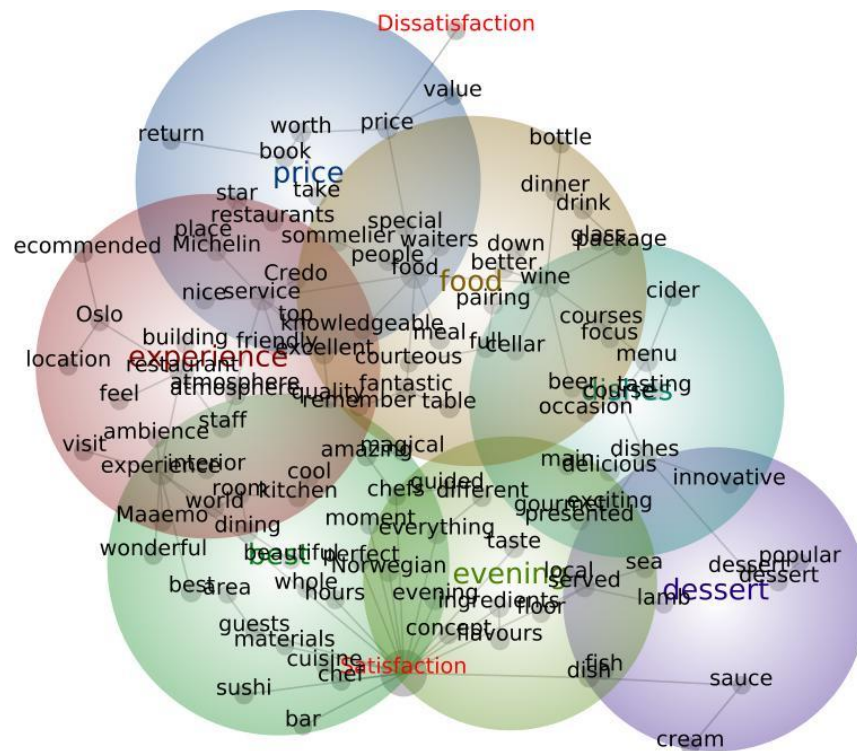 Dissatisfaction
value
return
worth
price
book
bottle
price
star
take
dinner
drink
restaurants
place
special
glass
sommelier
waiters
down
package
ecommended
Michelin
people
better
Credo
food
food
wine
nice
service
pairing
cider
Oslo
top
knowledgeable
courses
building
friendly
meal
full
focus
location
experience
excellent
courteous
cellar
menu
restaurant
atmosphere
atmosphere
quality
fantastic
beer
tasting
dishes
course
feel
remember
table
occasion
staff
ambience
visit
amazing
magical
dishes
experience
interior
cool
main
delicious
room
kitchen
chefs
guided
different
innovative
world
gourmet
exciting
Maaemo
dining
moment
everything
presented
wonderful
beautiful
best
perfect
taste
popular
Norwegian
evening
local
sea
dessert
dessert
best
area
whole
hours
evening
served
dessert
ingredients
floor
lamb
guests
materials
concept
flavours
cuisine
Satisfaction
fish
chef
dish
sauce
sushi
bar
cream